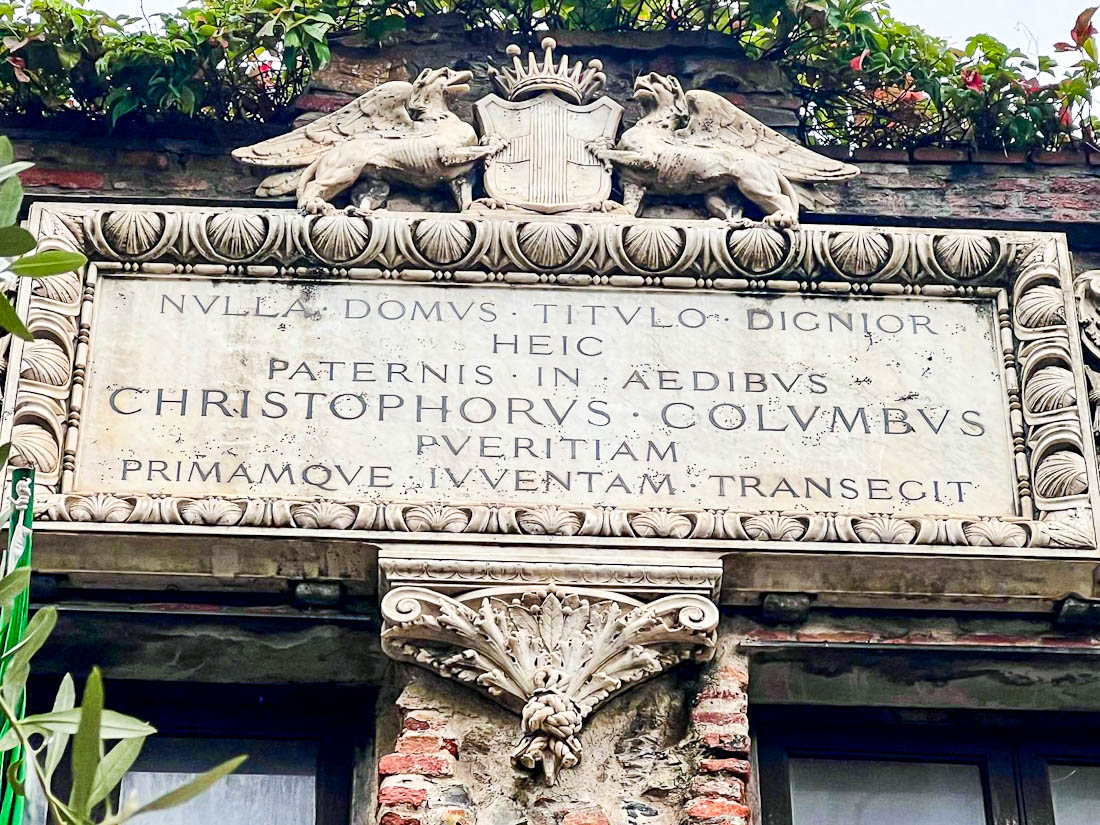 NVLLA · DOMVS · TITVLO · DIGNIOR
HEIC
PATERNIS · IN · AEDIBVS
CHRISTOPHORVS · COLVMBVS
PVERITIAM
PRIMAMQVE · IVVENTAM · TRANSEGIT